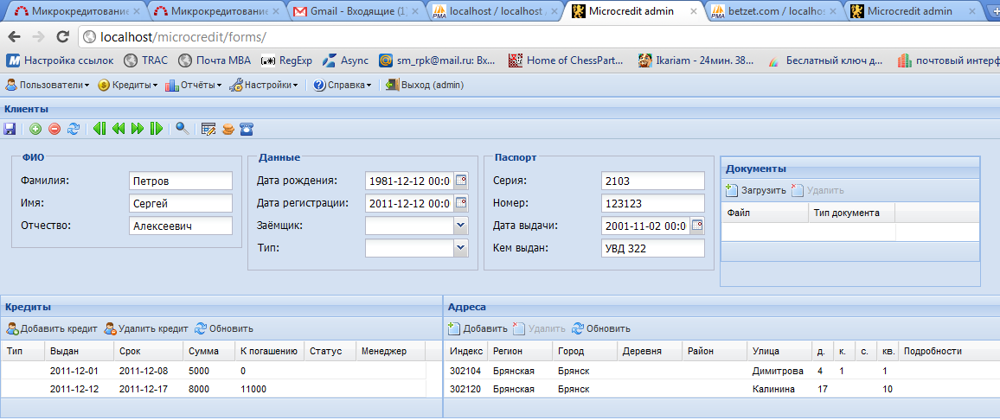 Микрокредитование Микрокредитование Gmail - Входящие (1) localhost / localhost Microcredit admin betzet.com / localhos Microcredit admin
localhost/microcredit/forms/
Настройка ссылок TRAC Почта МВА RegExp Async sm_rpk@mail.ru: Вх... Home of ChessPart... Ikariam - 24мин. 38... Беслатный ключ д... почтовый интерф
Пользователи Кредиты Отчёты Настройки Справка Выход (admin)
Клиенты
ФИО Данные Паспорт Документы
Фамилия: Петров Дата рождения: 1981-12-12 00:0 Серия: 2103 Загрузить Удалить
Имя: Сергей Дата регистрации: 2011-12-12 00:0 Номер: 123123 Файл Тип документа
Отчество: Алексеевич Заёмщик: Дата выдачи: 2001-11-02 00:0
Тип: Кем выдан: УВД 322
Кредиты Адреса
Добавить кредит Удалить кредит Обновить Добавить Удалить Обновить
Тип Выдан Срок Сумма К погашению Статус Менеджер Индекс Регион Город Деревня Район Улица д. к. с. кв. Подробности
2011-12-01 2011-12-08 5000 0 302104 Брянская Брянск Димитрова 4 1 1
2011-12-12 2011-12-17 8000 11000 302120 Брянская Брянск Калинина 17 10